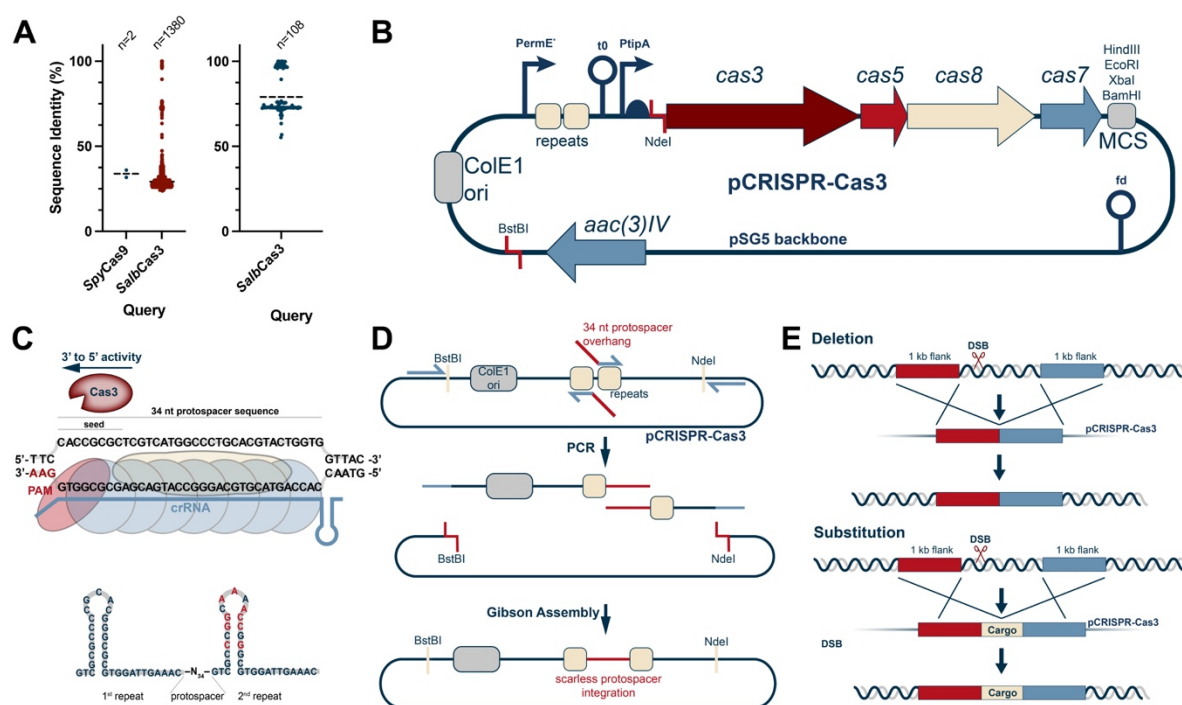 A
n=2
n=1380
n=108
Sequence Identity (%)
100
50
0
100
50
0
SpyCas9
SalbCas3
SalbCas3
Query
Query
B
PermE*
t0
PtipA
cas3
cas5
cas8
cas7
HindIII
EcoRI
XbaI
BamHI
repeats
NdeI
MCS
ColE1
ori
pCRISPR-Cas3
fd
BstBI
aac(3)IV
pSG5 backbone
C
3' to 5' activity
Cas3
34 nt protospacer sequence
seed
CACCGCGCTCGTCATGGCCCTGCACGTACTGGTG
5'-TTC
GTTAC -3'
3'-AAG
CAATG -5'
PAM
GTGGCGCGAGCAGTACCGGGACGTGCATGACCAC
crRNA
GTC
GTGGATTGAAAC
N34
GTC
GTGGATTGAAAC
1st repeat
protospacer
2nd repeat
D
34 nt protospacer
overhang
BstBI
NdeI
ColE1
ori
repeats
pCRISPR-Cas3
PCR
BstBI
NdeI
Gibson Assembly
BstBI
NdeI
scarless protospacer
integration
E
Deletion
1 kb flank
DSB
1 kb flank
pCRISPR-Cas3
Substitution
1 kb flank
DSB
1 kb flank
Cargo
pCRISPR-Cas3
DSB
Cargo